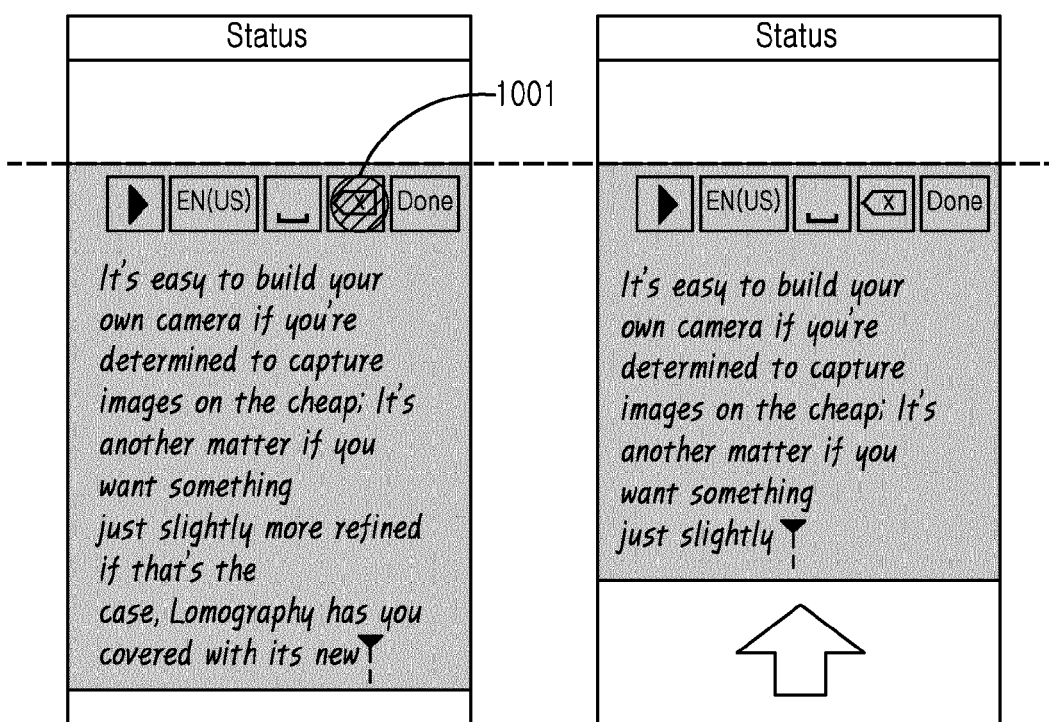 Status
1001
EN(US) X Done
It's easy to build your
own camera if you're
determined to capture
images on the cheap; It's
another matter if you
want something
just slightly more refined
if that's the
case, Lomography has you
covered with its new
Status
EN(US) X Done
It's easy to build your
own camera if you're
determined to capture
images on the cheap; It's
another matter if you
want something
just slightly